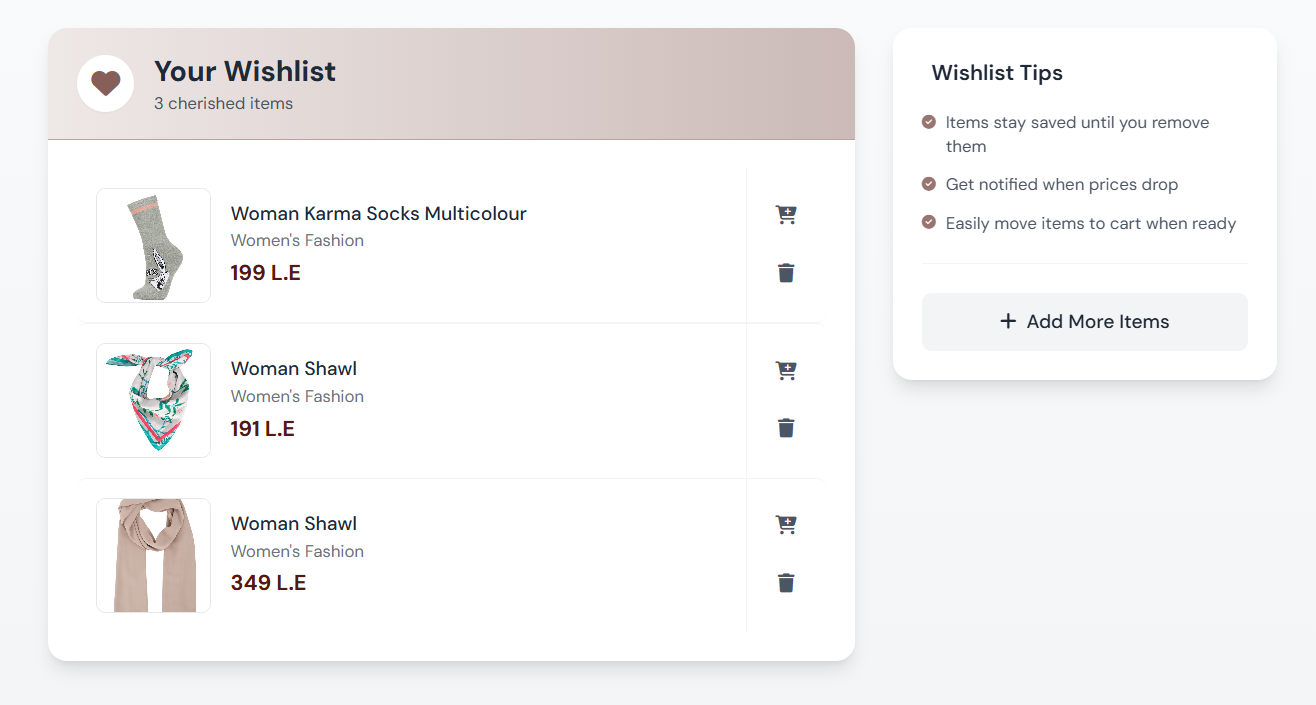 Your Wishlist
3 cherished items
Woman Karma Socks Multicolour
Women's Fashion
199 L.E
Woman Shawl
Women's Fashion
191 L.E
Woman Shawl
Women's Fashion
349 L.E
Wishlist Tips
Items stay saved until you remove
them
Get notified when prices drop
Easily move items to cart when ready
Add More Items